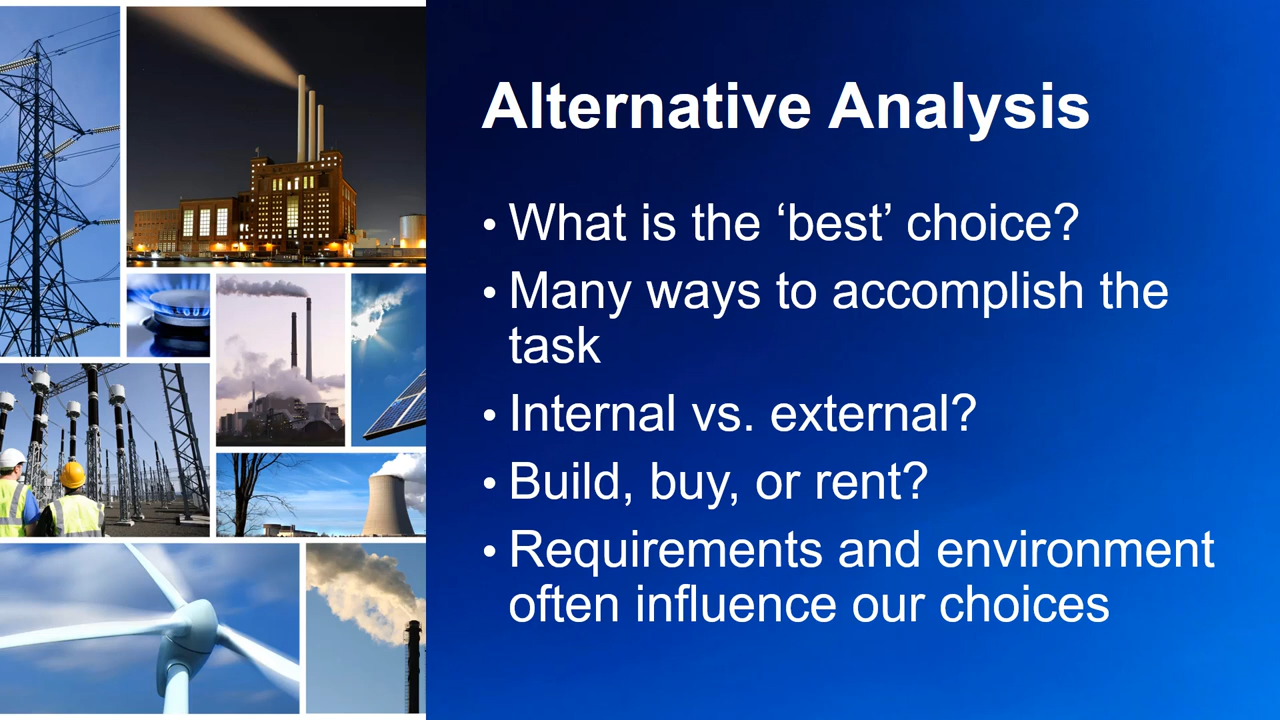 Alternative Analysis
• What is the ‘best’ choice?
• Many ways to accomplish the
task
• Internal vs. external?
• Build, buy, or rent?
• Requirements and environment
often influence our choices